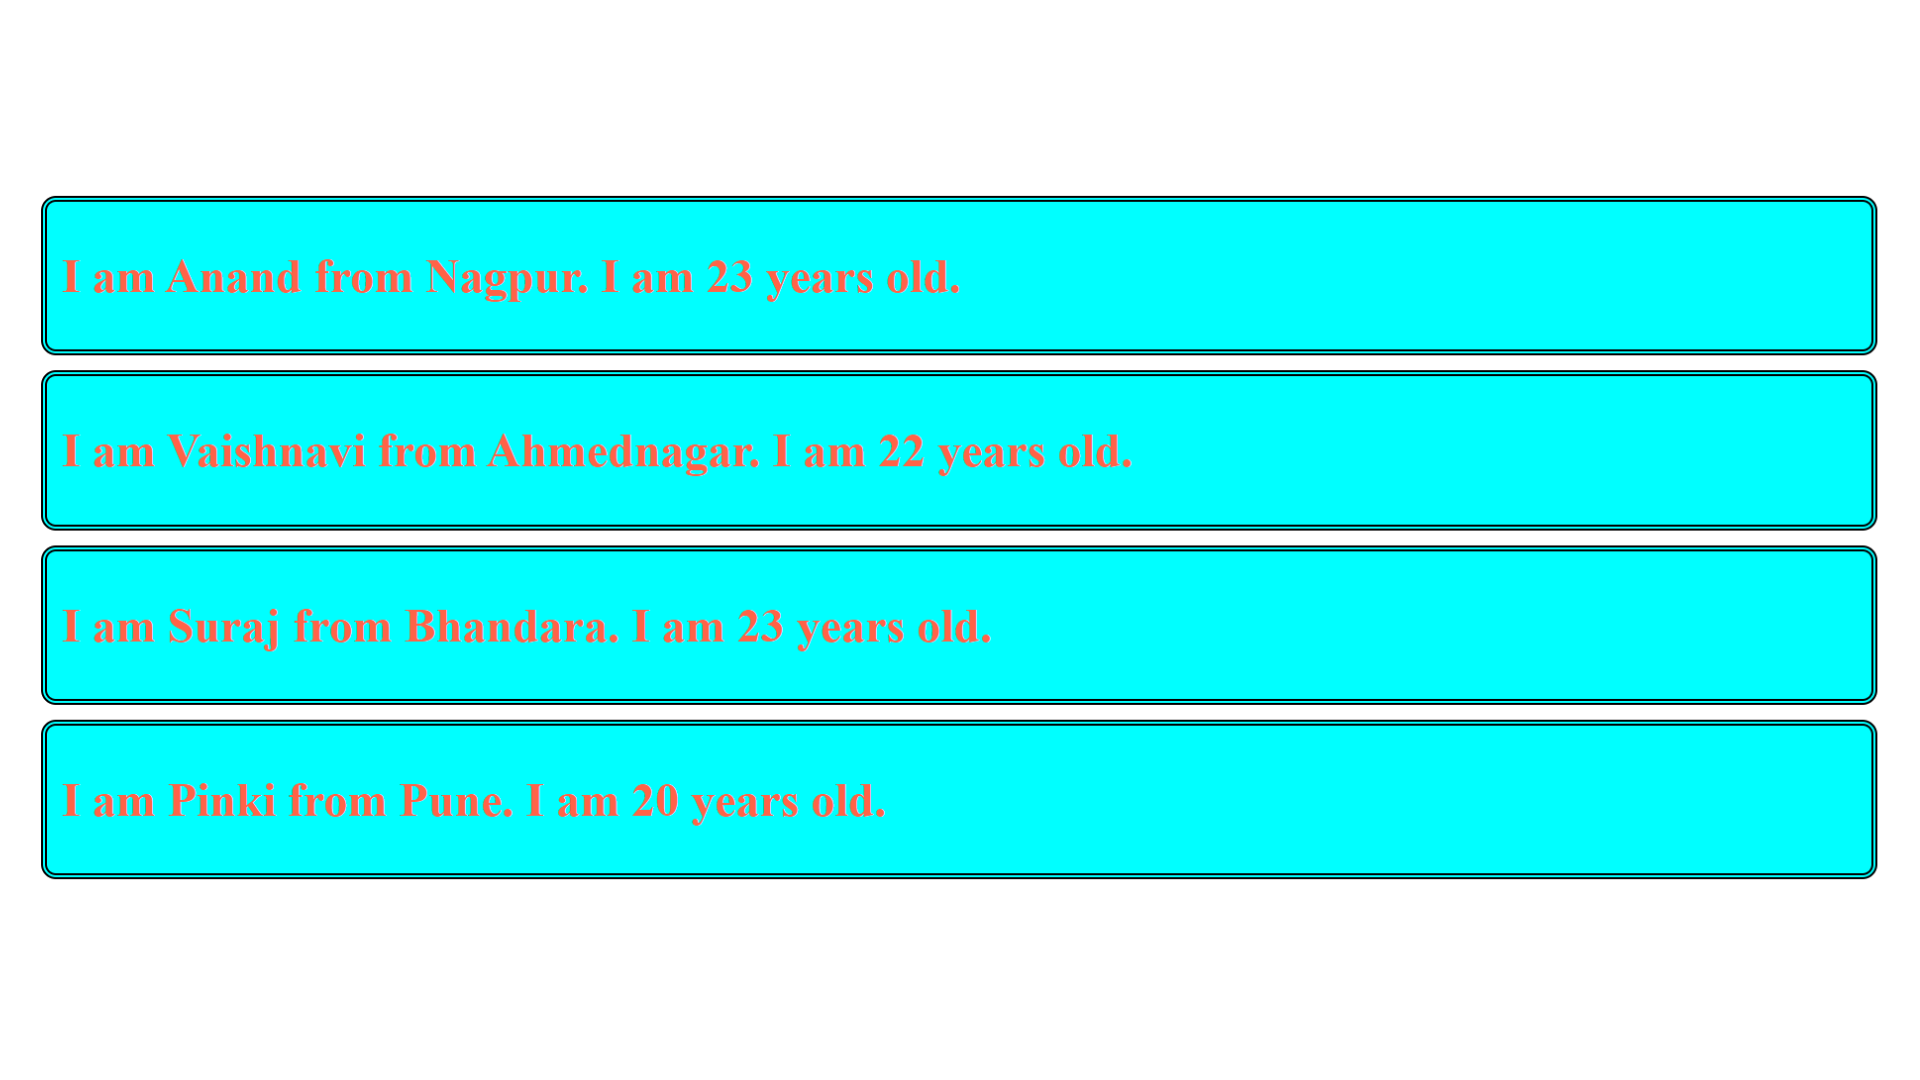 I am Anand from Nagpur. I am 23 years old.
I am Vaishnavi from Ahmednagar. I am 22 years old.
I am Suraj from Bhandara. I am 23 years old.
I am Pinki from Pune. I am 20 years old.